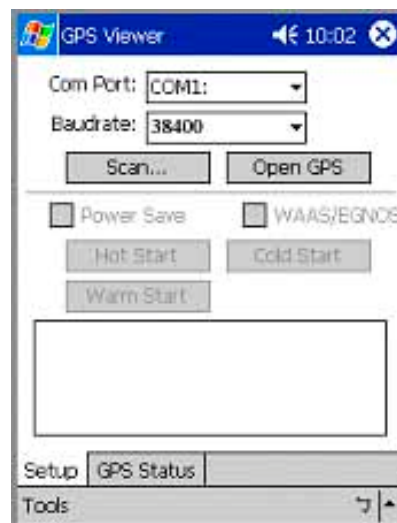 GPS Viewer 10:02
Com Port: COM1:
Baudrate: 38400
Scan... Open GPS
Power Save WAAS/EGNOS
Hot Start Cold Start
Warm Start
Setup GPS Status
Tools